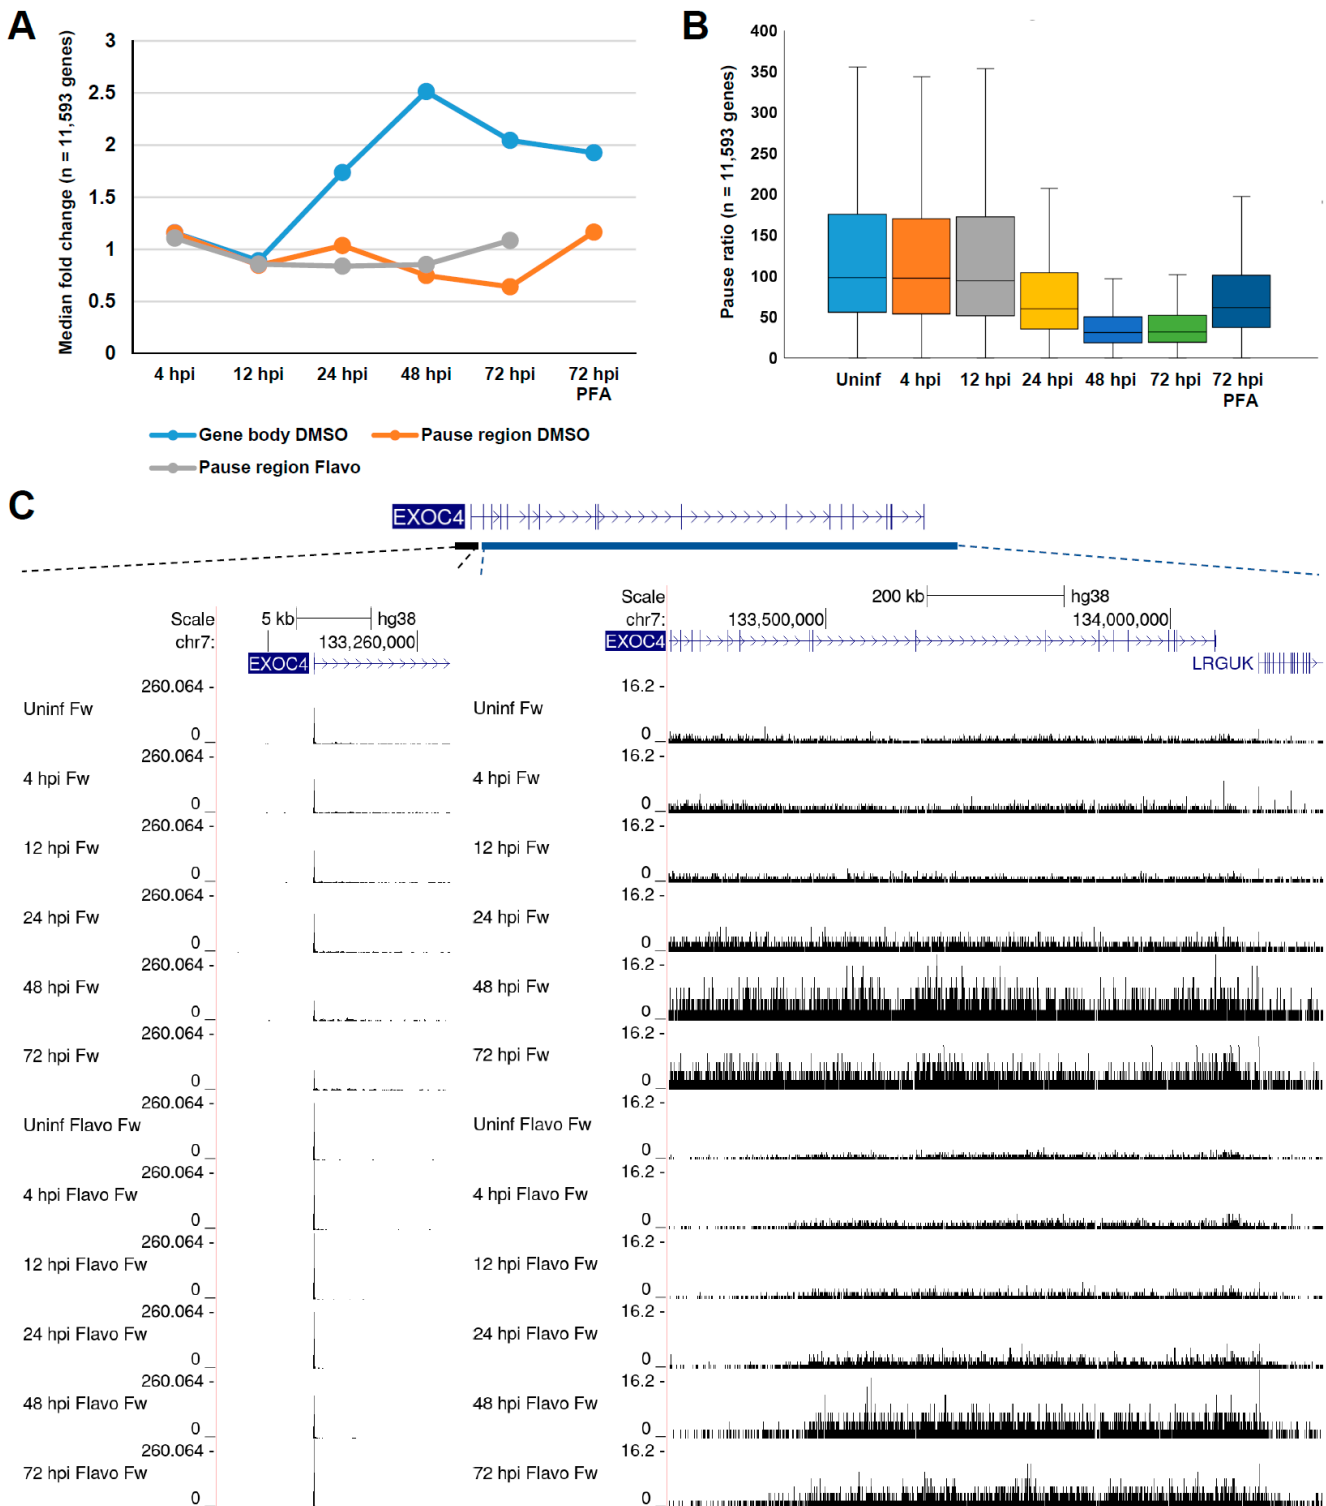 A
Median fold change (n = 11,593 genes)
3
2.5
2
1.5
1
0.5
0
4 hpi 12 hpi 24 hpi 48 hpi 72 hpi 72 hpi
PFA
Gene body DMSO Pause region DMSO
Pause region Flavo
B
Pause ratio (n = 11,593 genes)
400
350
300
250
200
150
100
50
0
Uninf 4 hpi 12 hpi 24 hpi 48 hpi 72 hpi 72 hpi
PFA
C
EXOC4
Scale 5 kb hg38
chr7: 133,260,000
EXOC4
260.064 -
Uninf Fw
0
260.064 -
4 hpi Fw
0
260.064 -
12 hpi Fw
0
260.064 -
24 hpi Fw
0
260.064 -
48 hpi Fw
0
260.064 -
72 hpi Fw
0
260.064 -
Uninf Flavo Fw
0
260.064 -
4 hpi Flavo Fw
0
260.064 -
12 hpi Flavo Fw
0
260.064 -
24 hpi Flavo Fw
0
260.064 -
48 hpi Flavo Fw
0
260.064 -
72 hpi Flavo Fw
0
Scale 200 kb hg38
chr7: 133,500,000 134,000,000
EXOC4
LRGUK
16.2 -
Uninf Fw
0
16.2 -
4 hpi Fw
0
16.2 -
12 hpi Fw
0
16.2 -
24 hpi Fw
0
16.2 -
48 hpi Fw
0
16.2 -
72 hpi Fw
0
16.2 -
Uninf Flavo Fw
0
16.2 -
4 hpi Flavo Fw
0
16.2 -
12 hpi Flavo Fw
0
16.2 -
24 hpi Flavo Fw
0
16.2 -
48 hpi Flavo Fw
0
16.2 -
72 hpi Flavo Fw
0